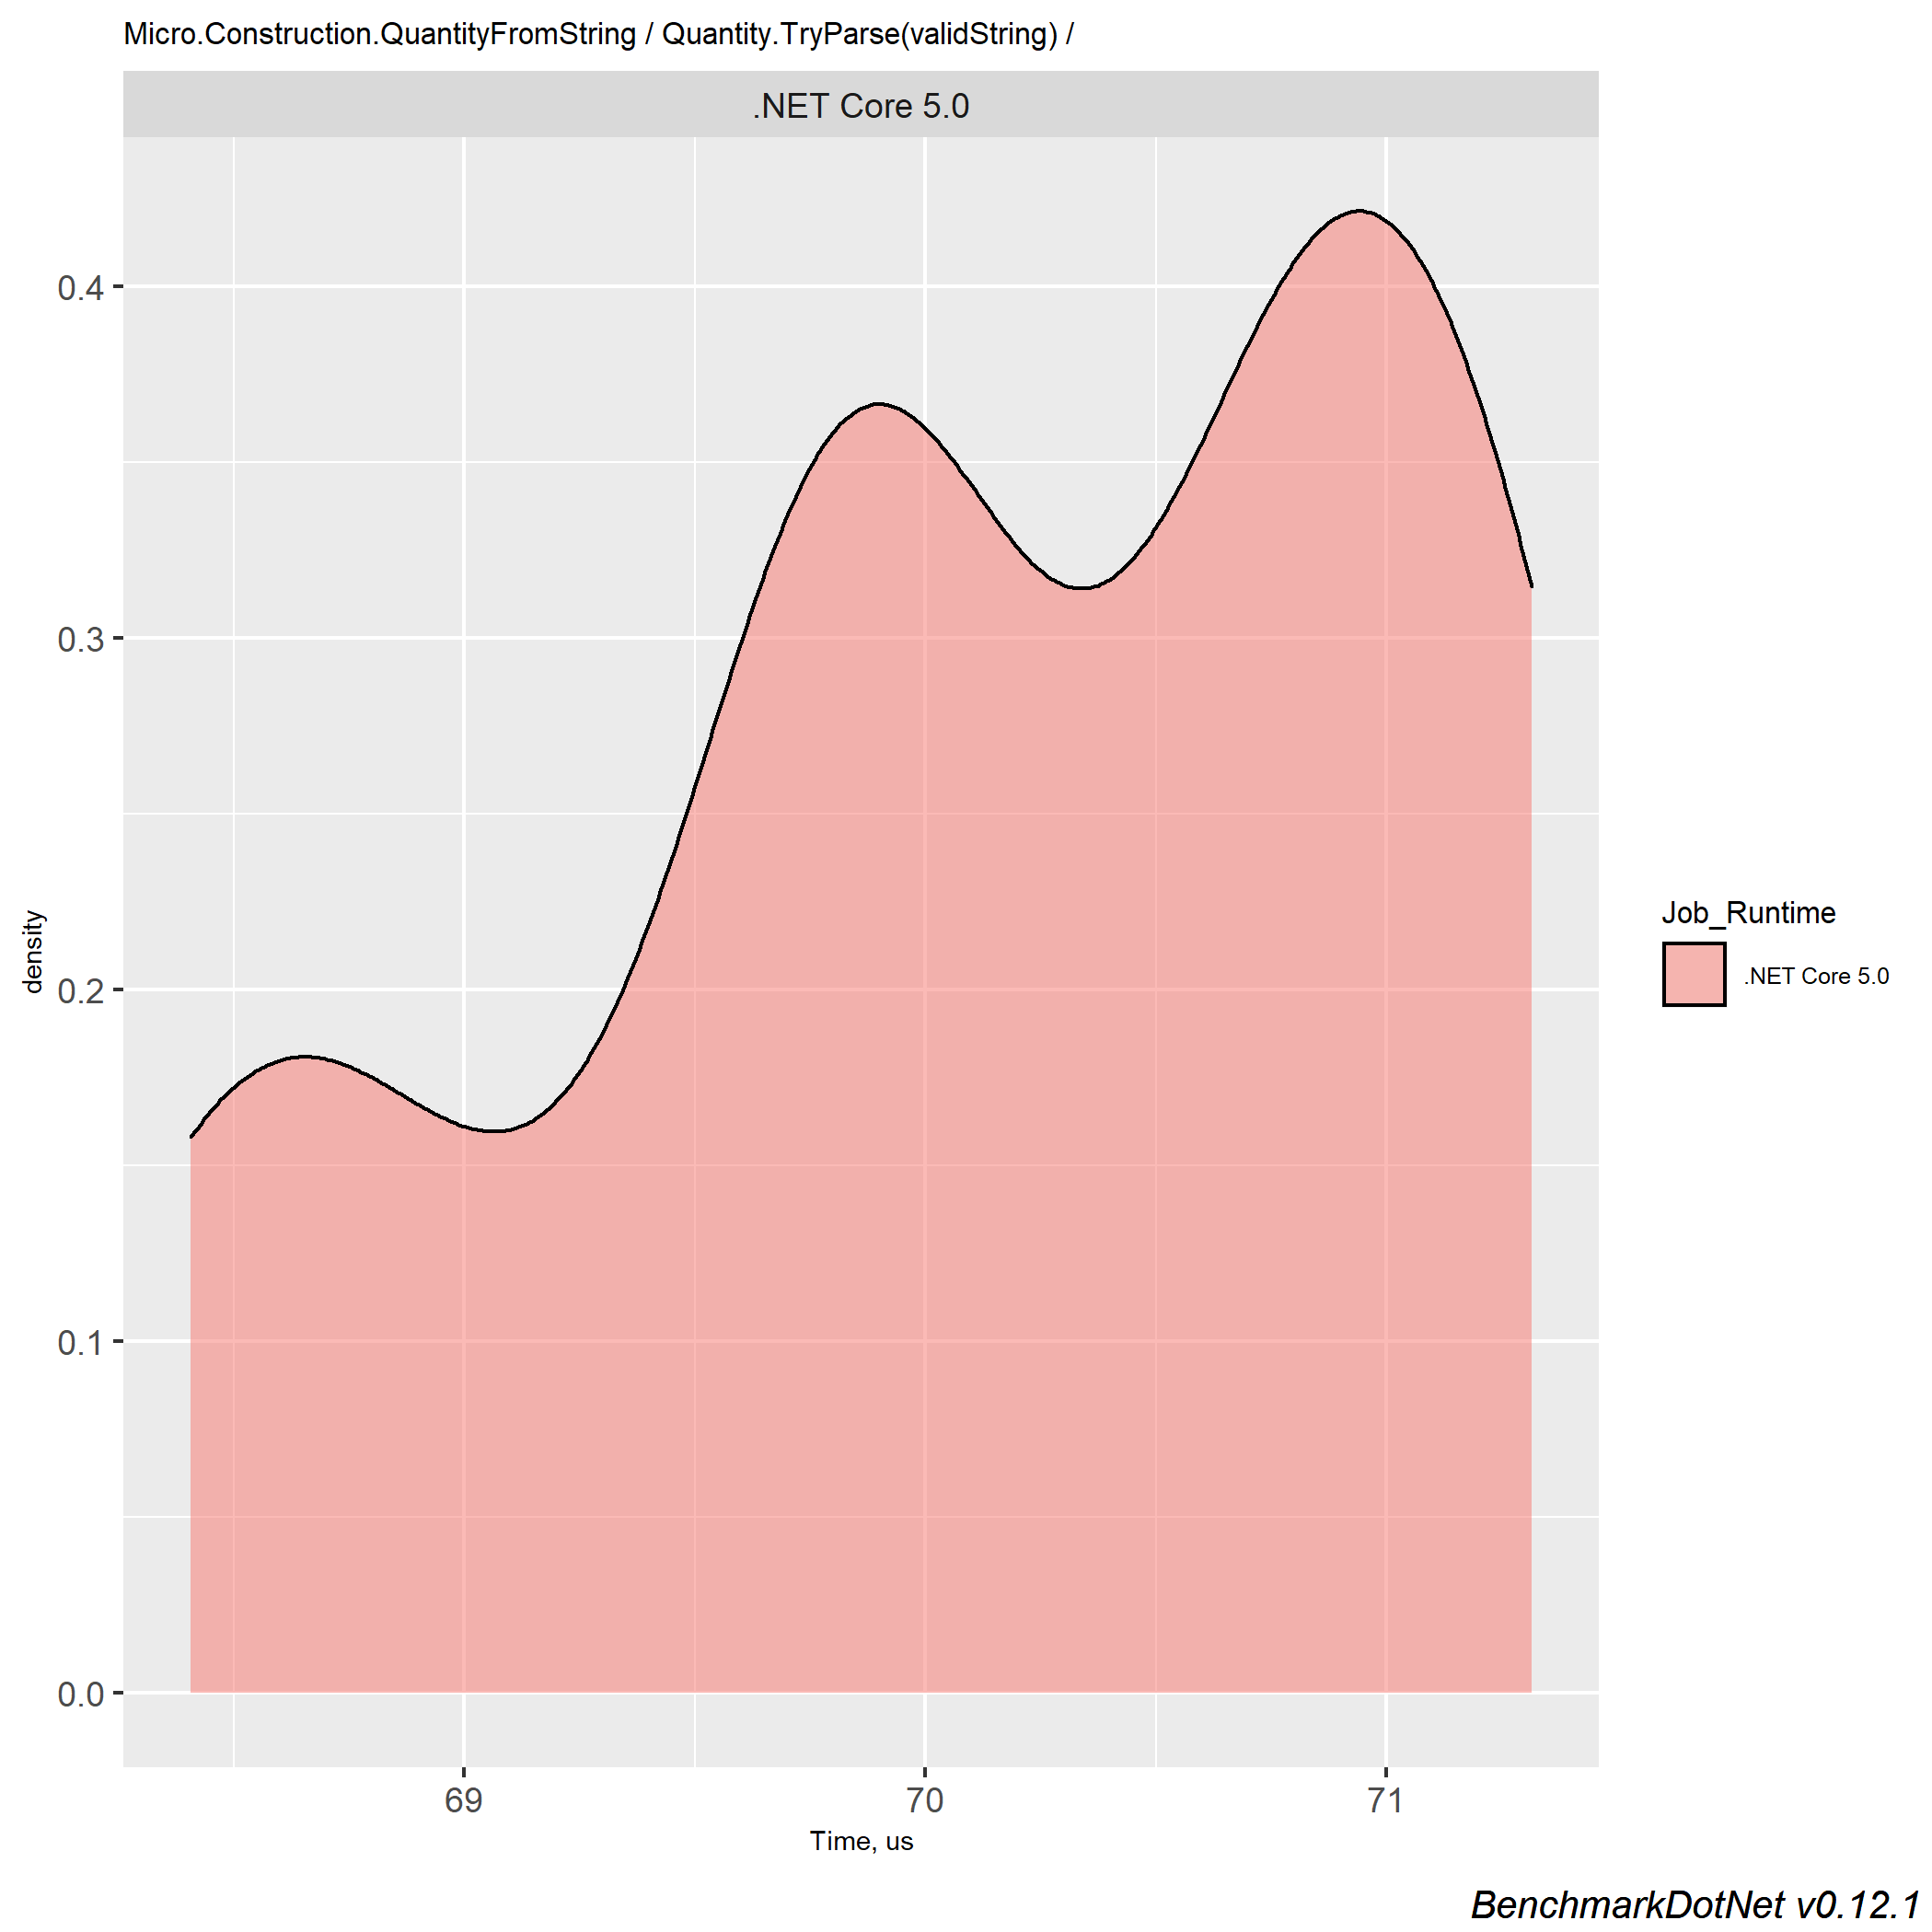 Micro.Construction.QuantityFromString / Quantity.TryParse(validString) /
.NET Core 5.0
0.4
0.3
0.2
0.1
0.0
density
69
70
71
Time, us
Job_Runtime
.NET Core 5.0
BenchmarkDotNet v0.12.1